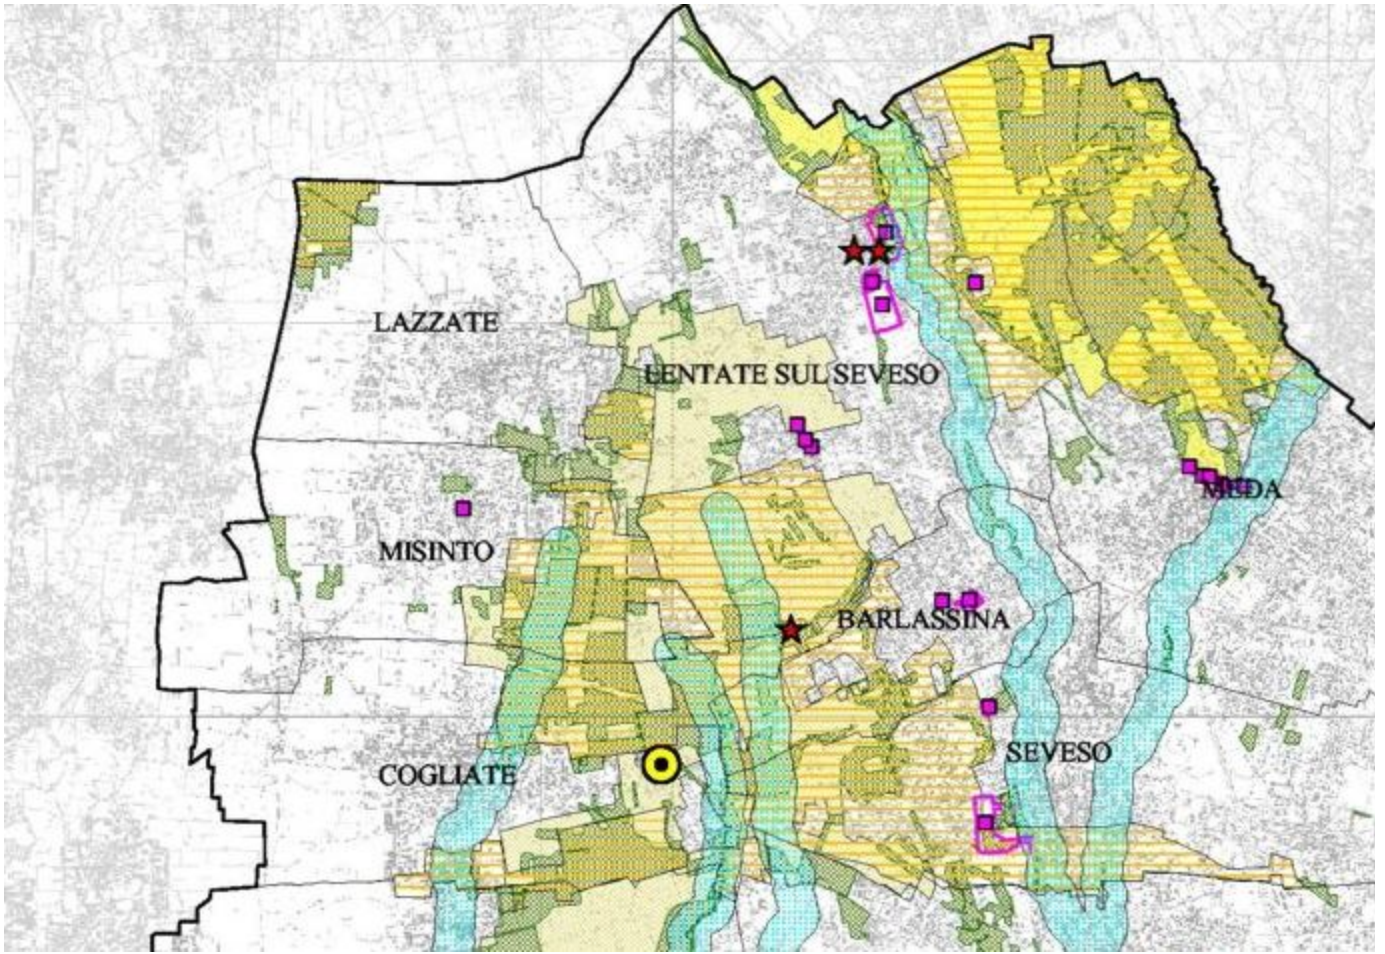 LAZZATE
LENTATE SUL SEVESO
MEDA
MISINTO
BARLASSINA
SEVESO
COGLIATE